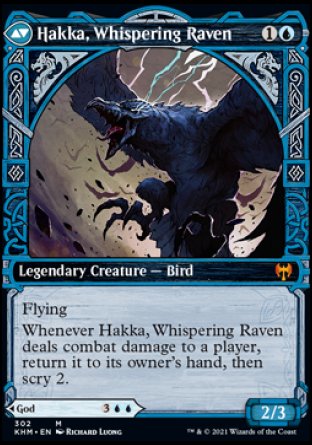 Hakka, Whispering Raven 1
Legendary Creature — Bird
Flying
Whenever Hakka, Whispering Raven
deals combat damage to a player,
return it to its owner's hand, then
scry 2.
God 3
2/3
302 M
KHM • EN RICHARD LUONG
™ & © 2021 Wizards of the Coast